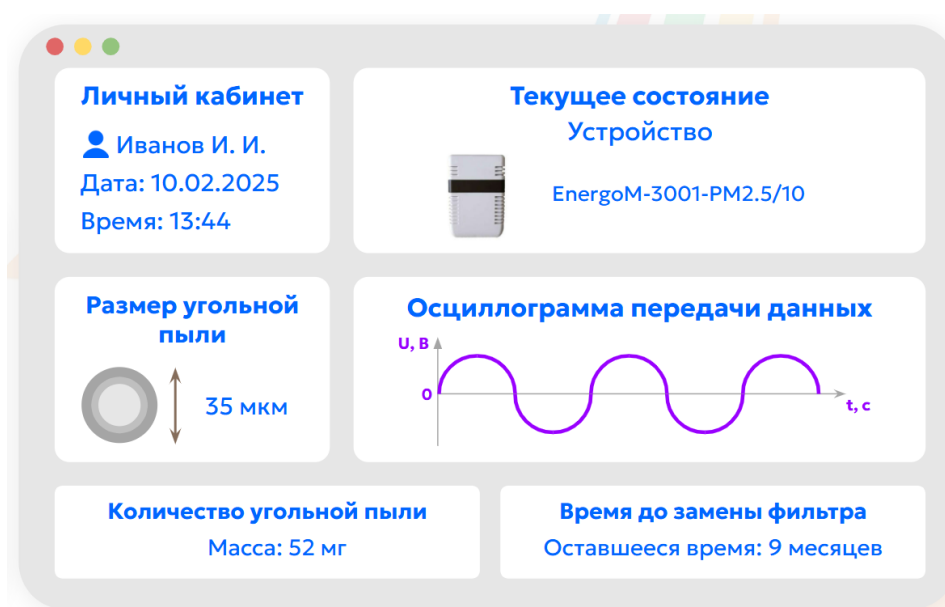 Личный кабинет
Иванов И. И.
Дата: 10.02.2025
Время: 13:44
Текущее состояние
Устройство
EnergoM-3001-PM2.5/10
Размер угольной
пыли
35 мкм
Осциллограмма передачи данных
U, В
0
t, с
Количество угольной пыли
Масса: 52 мг
Время до замены фильтра
Оставшееся время: 9 месяцев